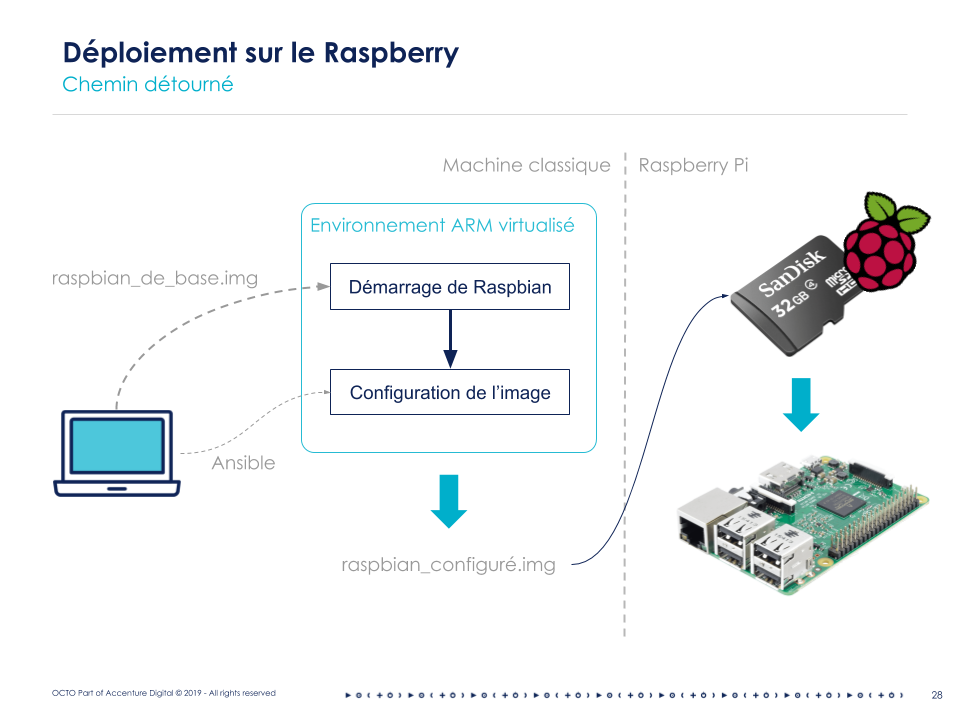 Déploiement sur le Raspberry
Chemin détourné
Machine classique
Raspberry Pi
Environnement ARM virtualisé
raspbian_de_base.img
Démarrage de Raspbian
Configuration de l'image
Ansible
raspbian_configuré.img
SanDisk
32GB
4
micro
SD
HC
OCTO Part of Accenture Digital © 2019 - All rights reserved
28